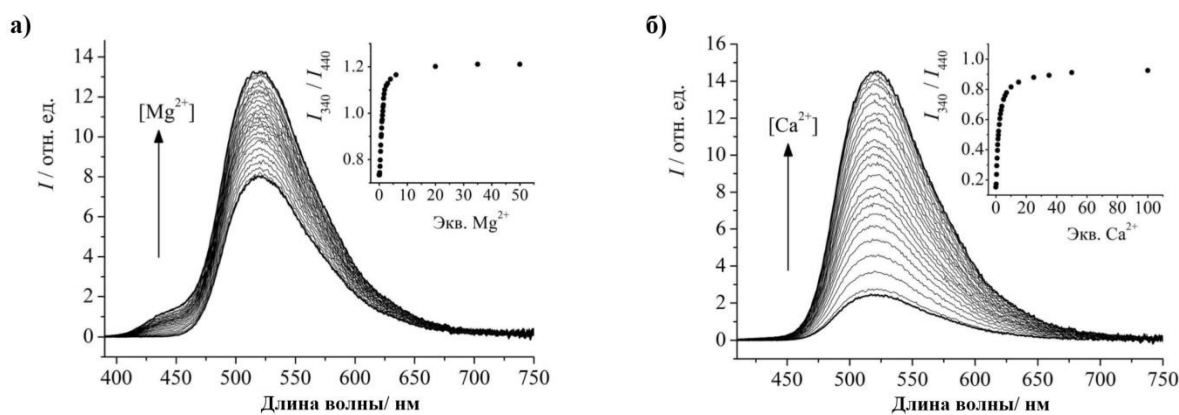 а)
I / отн. ед.
14
12
10
8
6
4
2
0
[Mg²⁺]
400 450 500 550 600 650 700 750
Длина волны/ нм
I₃₄₀ / I₄₄₀
1.2
1.0
0.8
0 10 20 30 40 50
Экв. Mg²⁺
б)
I / отн. ед.
16
14
12
10
8
6
4
2
0
[Ca²⁺]
450 500 550 600 650 700 750
Длина волны/ нм
I₃₄₀ / I₄₄₀
1.0
0.8
0.6
0.4
0.2
0 20 40 60 80 100
Экв. Ca²⁺